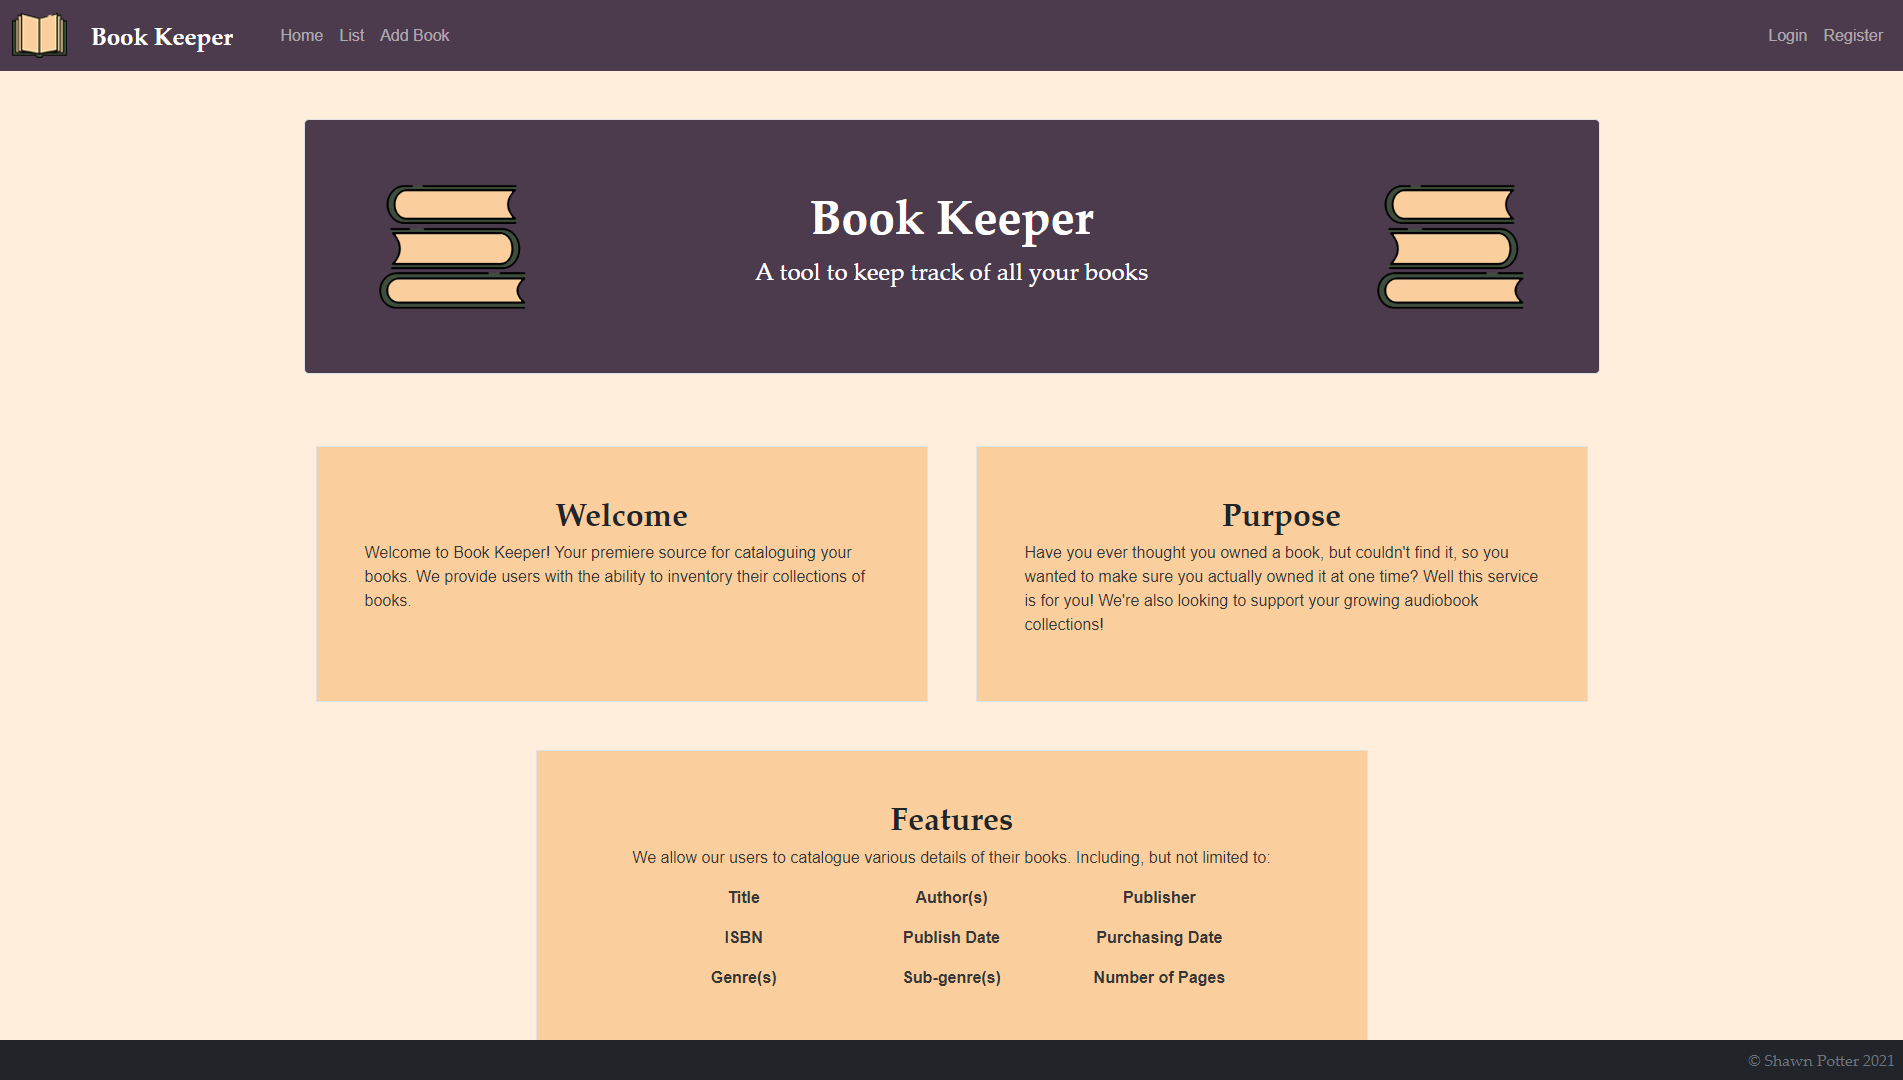 Book Keeper
Home
List
Add Book
Login
Register
Book Keeper
A tool to keep track of all your books
Welcome
Welcome to Book Keeper! Your premiere source for cataloguing your
books. We provide users with the ability to inventory their collections of
books.
Purpose
Have you ever thought you owned a book, but couldn't find it, so you
wanted to make sure you actually owned it at one time? Well this service
is for you! We're also looking to support your growing audiobook
collections!
Features
We allow our users to catalogue various details of their books. Including, but not limited to:
Title
Author(s)
Publisher
ISBN
Publish Date
Purchasing Date
Genre(s)
Sub-genre(s)
Number of Pages
© Shawn Potter 2021